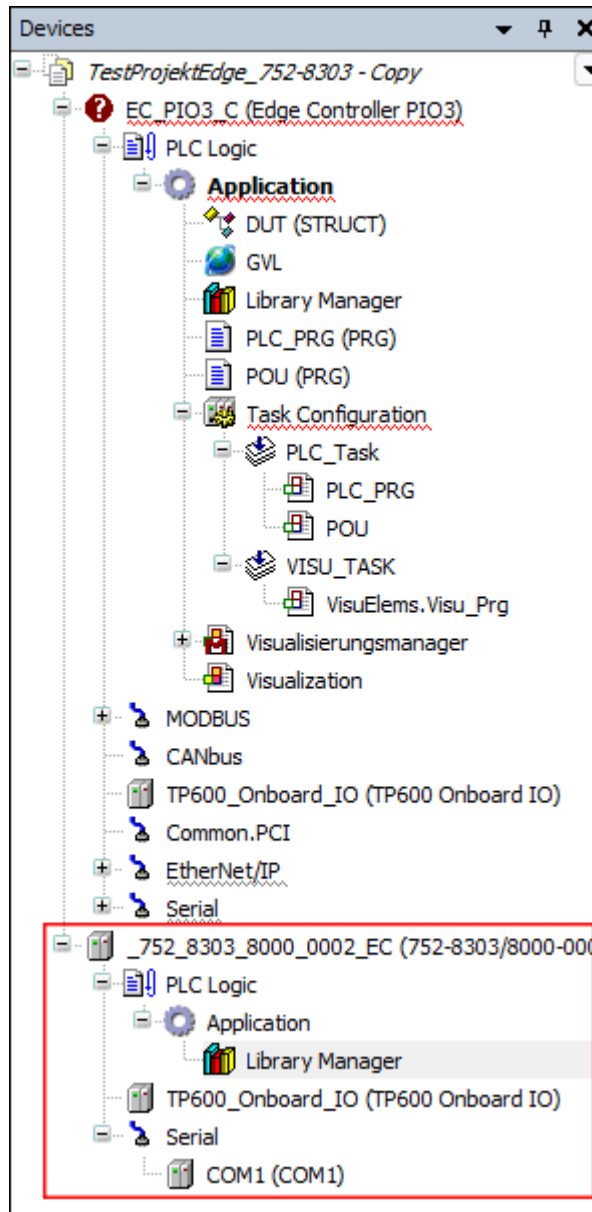 Devices
TestProjektEdge_752-8303 - Copy
EC_PIO3_C (Edge Controller PIO3)
PLC Logic
Application
DUT (STRUCT)
GVL
Library Manager
PLC_PRG (PRG)
POU (PRG)
Task Configuration
PLC_Task
PLC_PRG
POU
VISU_TASK
VisuElems.Visu_Prg
Visualisierungsmanager
Visualization
MODBUS
CANbus
TP600_Onboard_IO (TP600 Onboard IO)
Common.PCI
EtherNet/IP
Serial
_752_8303_8000_0002_EC (752-8303/8000-000
PLC Logic
Application
Library Manager
TP600_Onboard_IO (TP600 Onboard IO)
Serial
COM1 (COM1)